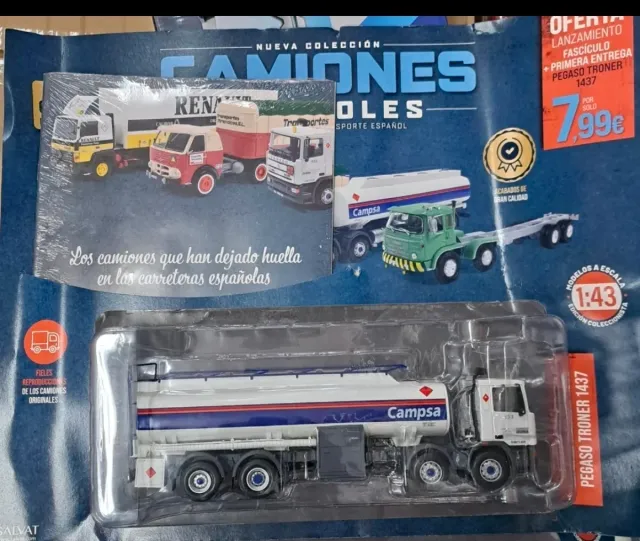 NUEVA COLECCIÓN
CAMIONES
OLES
SPORTE ESPAÑOL
OFERTA
LANZAMIENTO
FASCÍCULO
+ PRIMERA ENTREGA
PEGASO TRONER
1437
POR
SOLO
7,99€
RENAULT
Transportes
Campsa
ACABADOS DE
GRAN CALIDAD
Los camiones que han dejado huella
en las carreteras españolas
MODELOS A ESCALA
1:43
EDICIÓN COLECCIONISTA
FIELES
REPRODUCCIONES
DE LOS CAMIONES
ORIGINALES
Campsa
PEGASO TRONER 1437
SALVAT